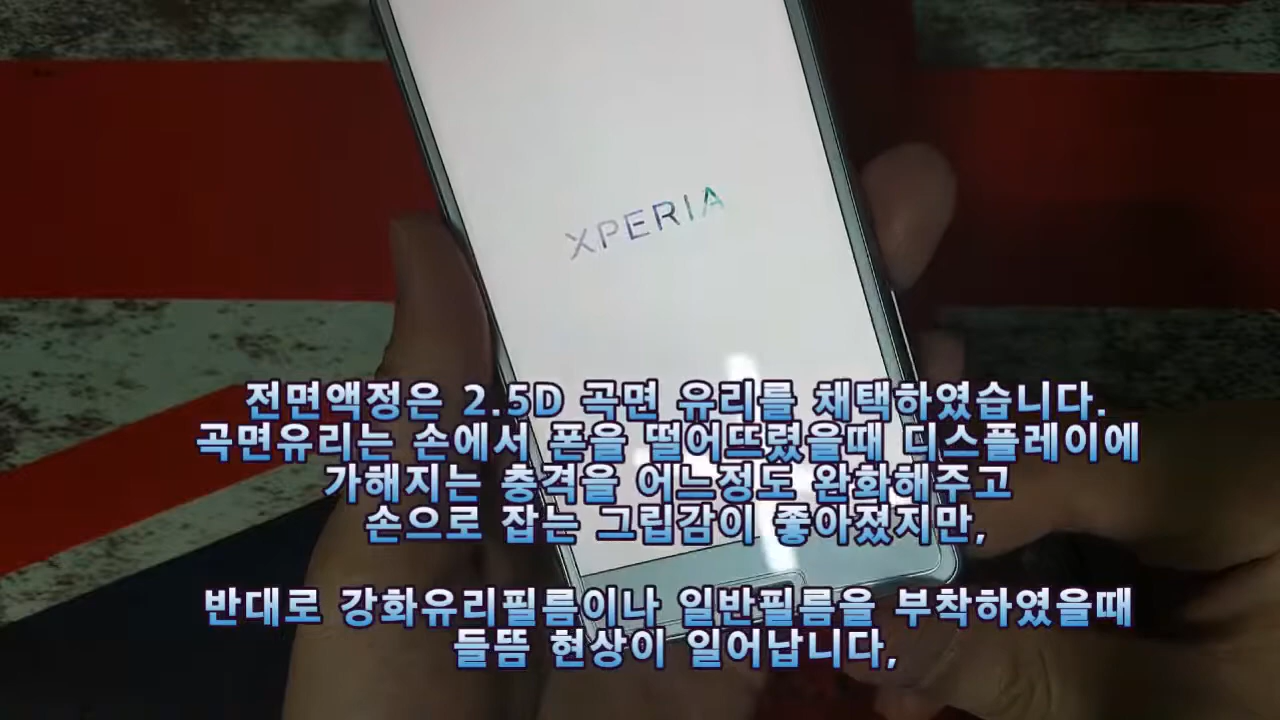 XPERIA
전면액정은 2.5D 곡면 유리를 채택하였습니다.
곡면유리는 손에서 폰을 떨어뜨렸을때 디스플레이에
가해지는 충격을 어느정도 완화해주고
손으로 잡는 그립감이 좋아졌지만,
반대로 강화유리필름이나 일반필름을 부착하였을때
들뜸 현상이 일어납니다,